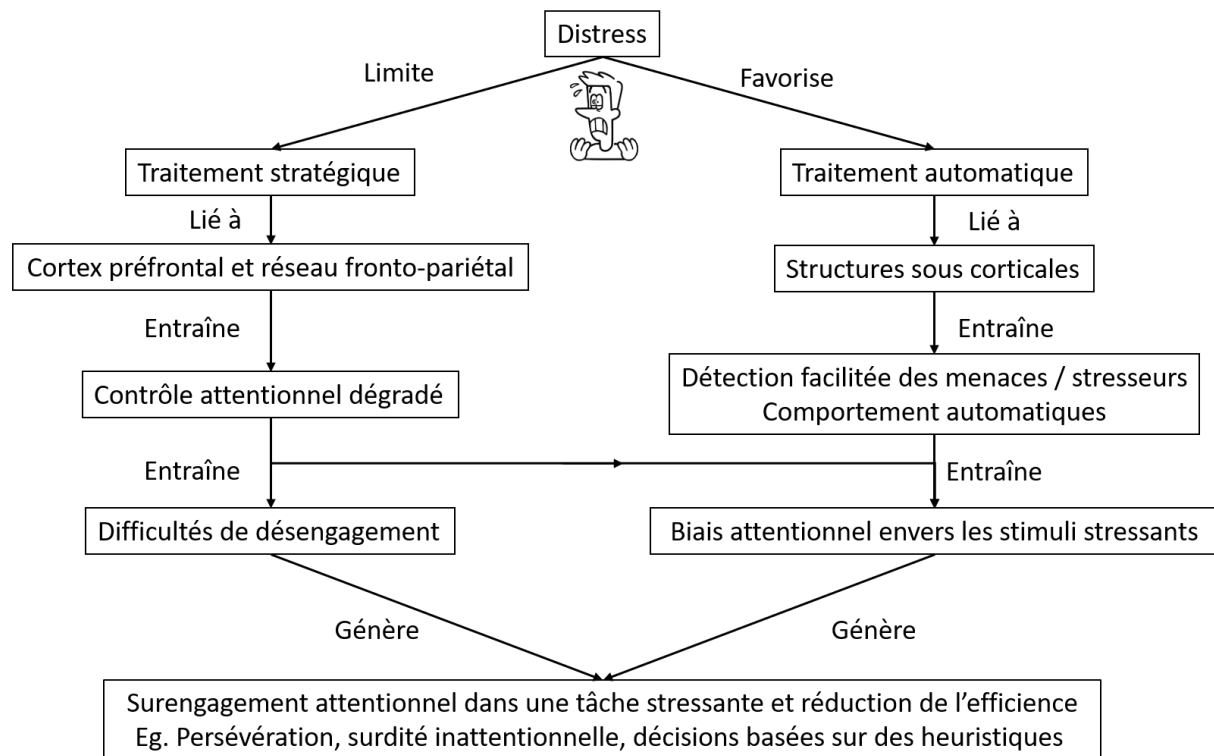 Distress
Limite
Favorise
Traitement stratégique
Traitement automatique
Lié à
Lié à
Cortex préfrontal et réseau fronto-pariétal
Structures sous corticales
Entraîne
Entraîne
Contrôle attentionnel dégradé
Détection facilitée des menaces / stresseurs
Comportement automatiques
Entraîne
Entraîne
Difficultés de désengagement
Biais attentionnel envers les stimuli stressants
Génère
Génère
Surengagement attentionnel dans une tâche stressante et réduction de l’efficience
Eg. Persévération, surdité inattentionnelle, décisions basées sur des heuristiques